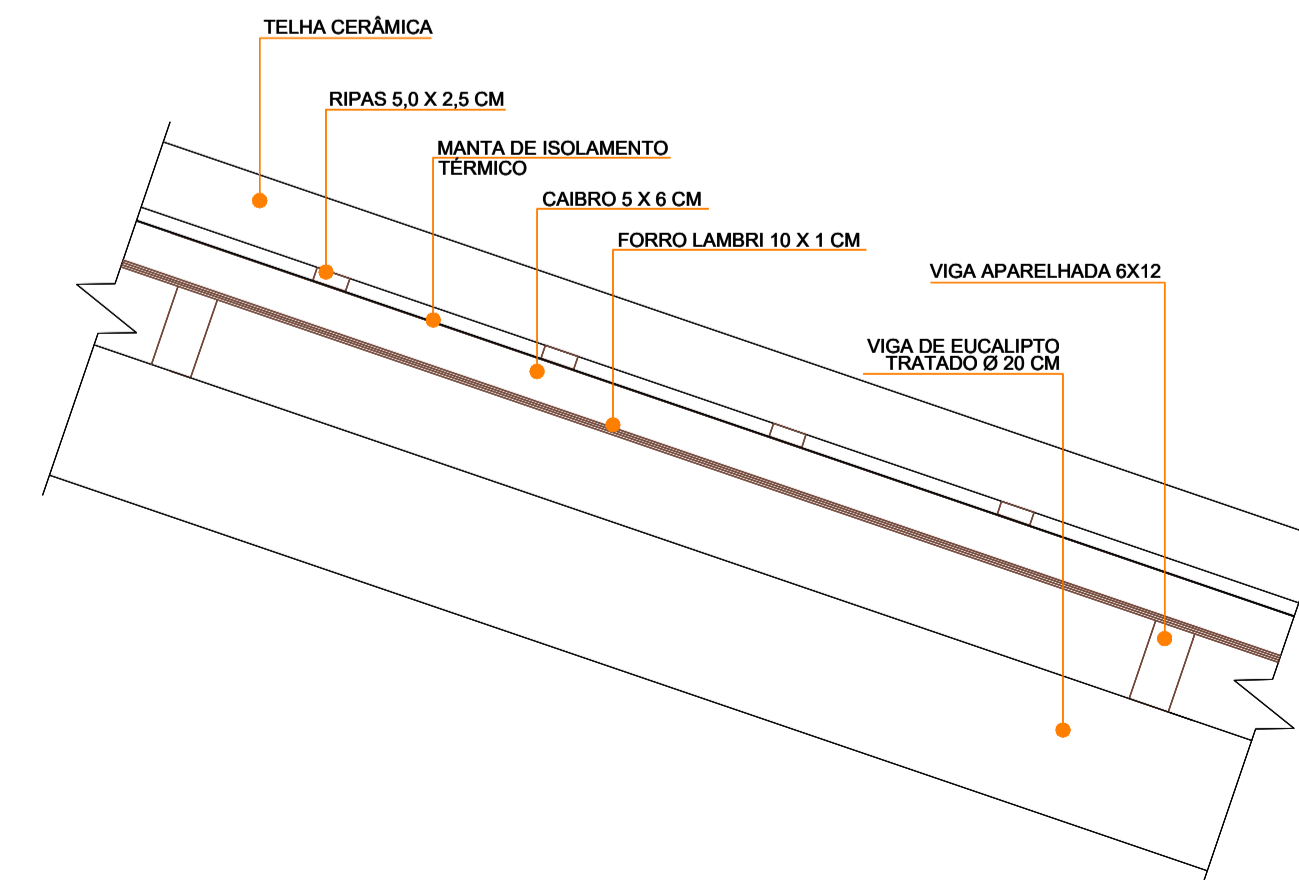 TELHA CERÂMICA
RIPAS 5,0 X 2,5 CM
MANTA DE ISOLAMENTO
TÉRMICO
CAIBRO 5 X 6 CM
FORRO LAMBRI 10 X 1 CM
VIGA APARELHADA 6X12
VIGA DE EUCALIPTO
TRATADO Ø 20 CM